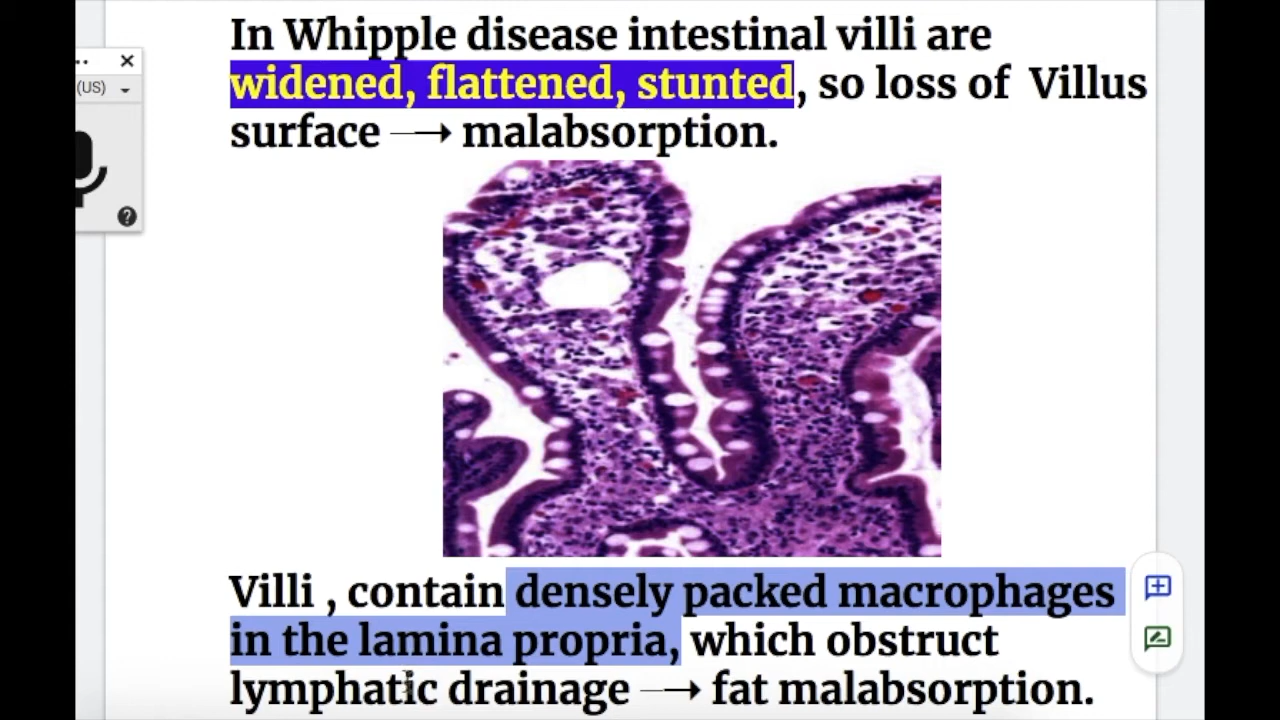 In Whipple disease intestinal villi are
widened, flattened, stunted, so loss of Villus
surface → malabsorption.
(US)
?
Villi , contain densely packed macrophages
in the lamina propria, which obstruct
lymphatic drainage → fat malabsorption.